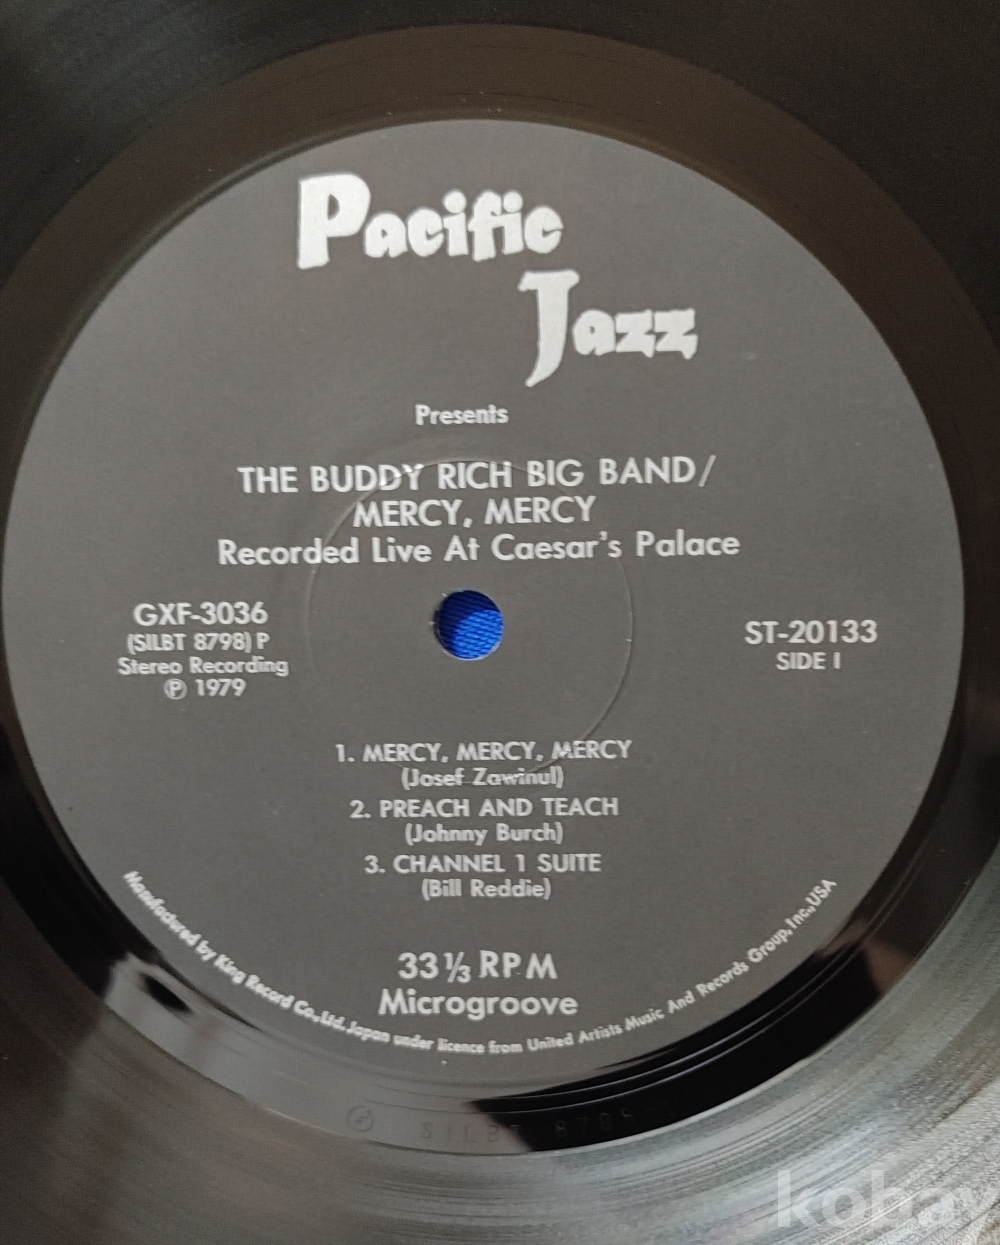 Pacific
Jazz
Presents
THE BUDDY RICH BIG BAND/
MERCY, MERCY
Recorded Live At Caesar's Palace
GXF-3036
(SILBT 8798) P
Stereo Recording
Ⓟ 1979
ST-20133
SIDE I
1. MERCY, MERCY, MERCY
(Josef Zawinul)
2. PREACH AND TEACH
(Johnny Burch)
3. CHANNEL 1 SUITE
(Bill Reddie)
33⅓ RPM
Microgroove
Manufactured by King Record Co., Ltd. Japan under licence from United Artists Music And Records Group, Inc., USA
SILBT 8798
kobay